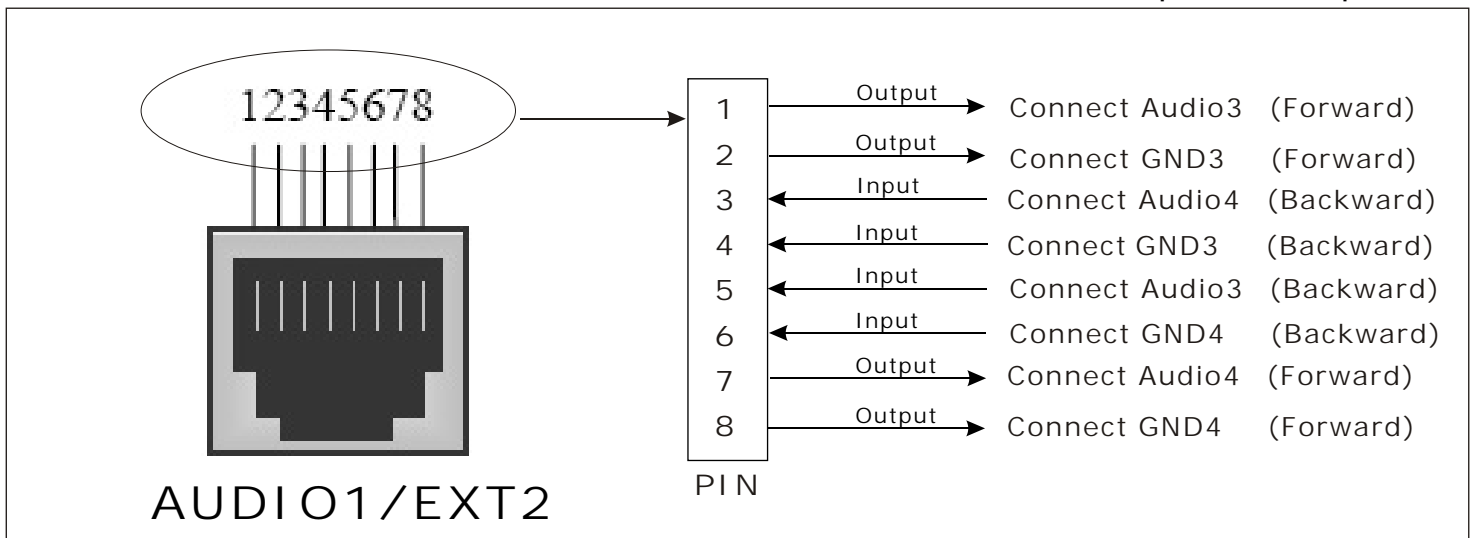 12345678
1 Output Connect Audio3 (Forward)
2 Output Connect GND3 (Forward)
3 Input Connect Audio4 (Backward)
4 Input Connect GND3 (Backward)
5 Input Connect Audio3 (Backward)
6 Input Connect GND4 (Backward)
7 Output Connect Audio4 (Forward)
8 Output Connect GND4 (Forward)
PIN
AUDIO1/EXT2